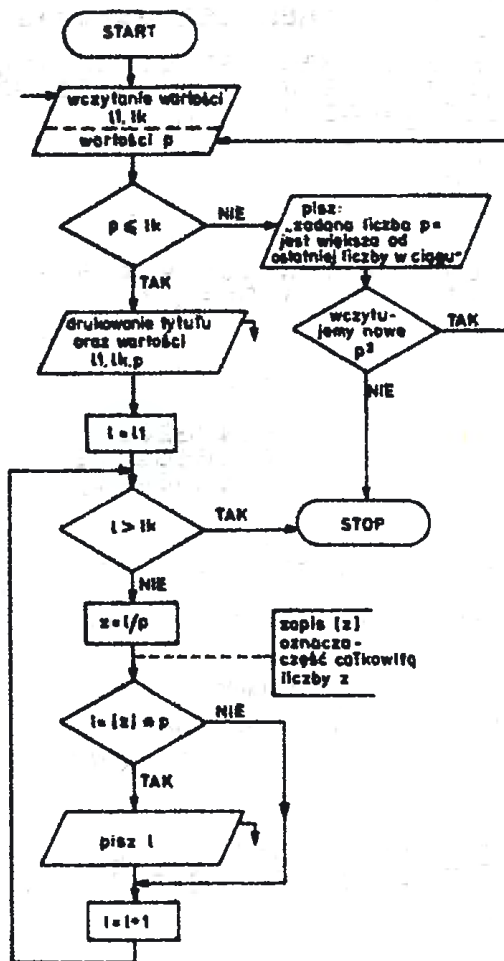 START
wczytanie wartości
l1, lk
wartości p
p ⩽ lk
NIE
TAK
pisz:
„zadana liczba p=
jest większa od
ostatniej liczby w ciągu"
wczytu-
jemy nowe
p?
TAK
NIE
drukowanie tytułu
oraz wartości
l1, lk, p
l = l1
l > lk
TAK
STOP
NIE
z = l/p
zapis [z]
oznacza-
część całkowitą
liczby z
l = [z] * p
NIE
TAK
pisz l
l = l+1